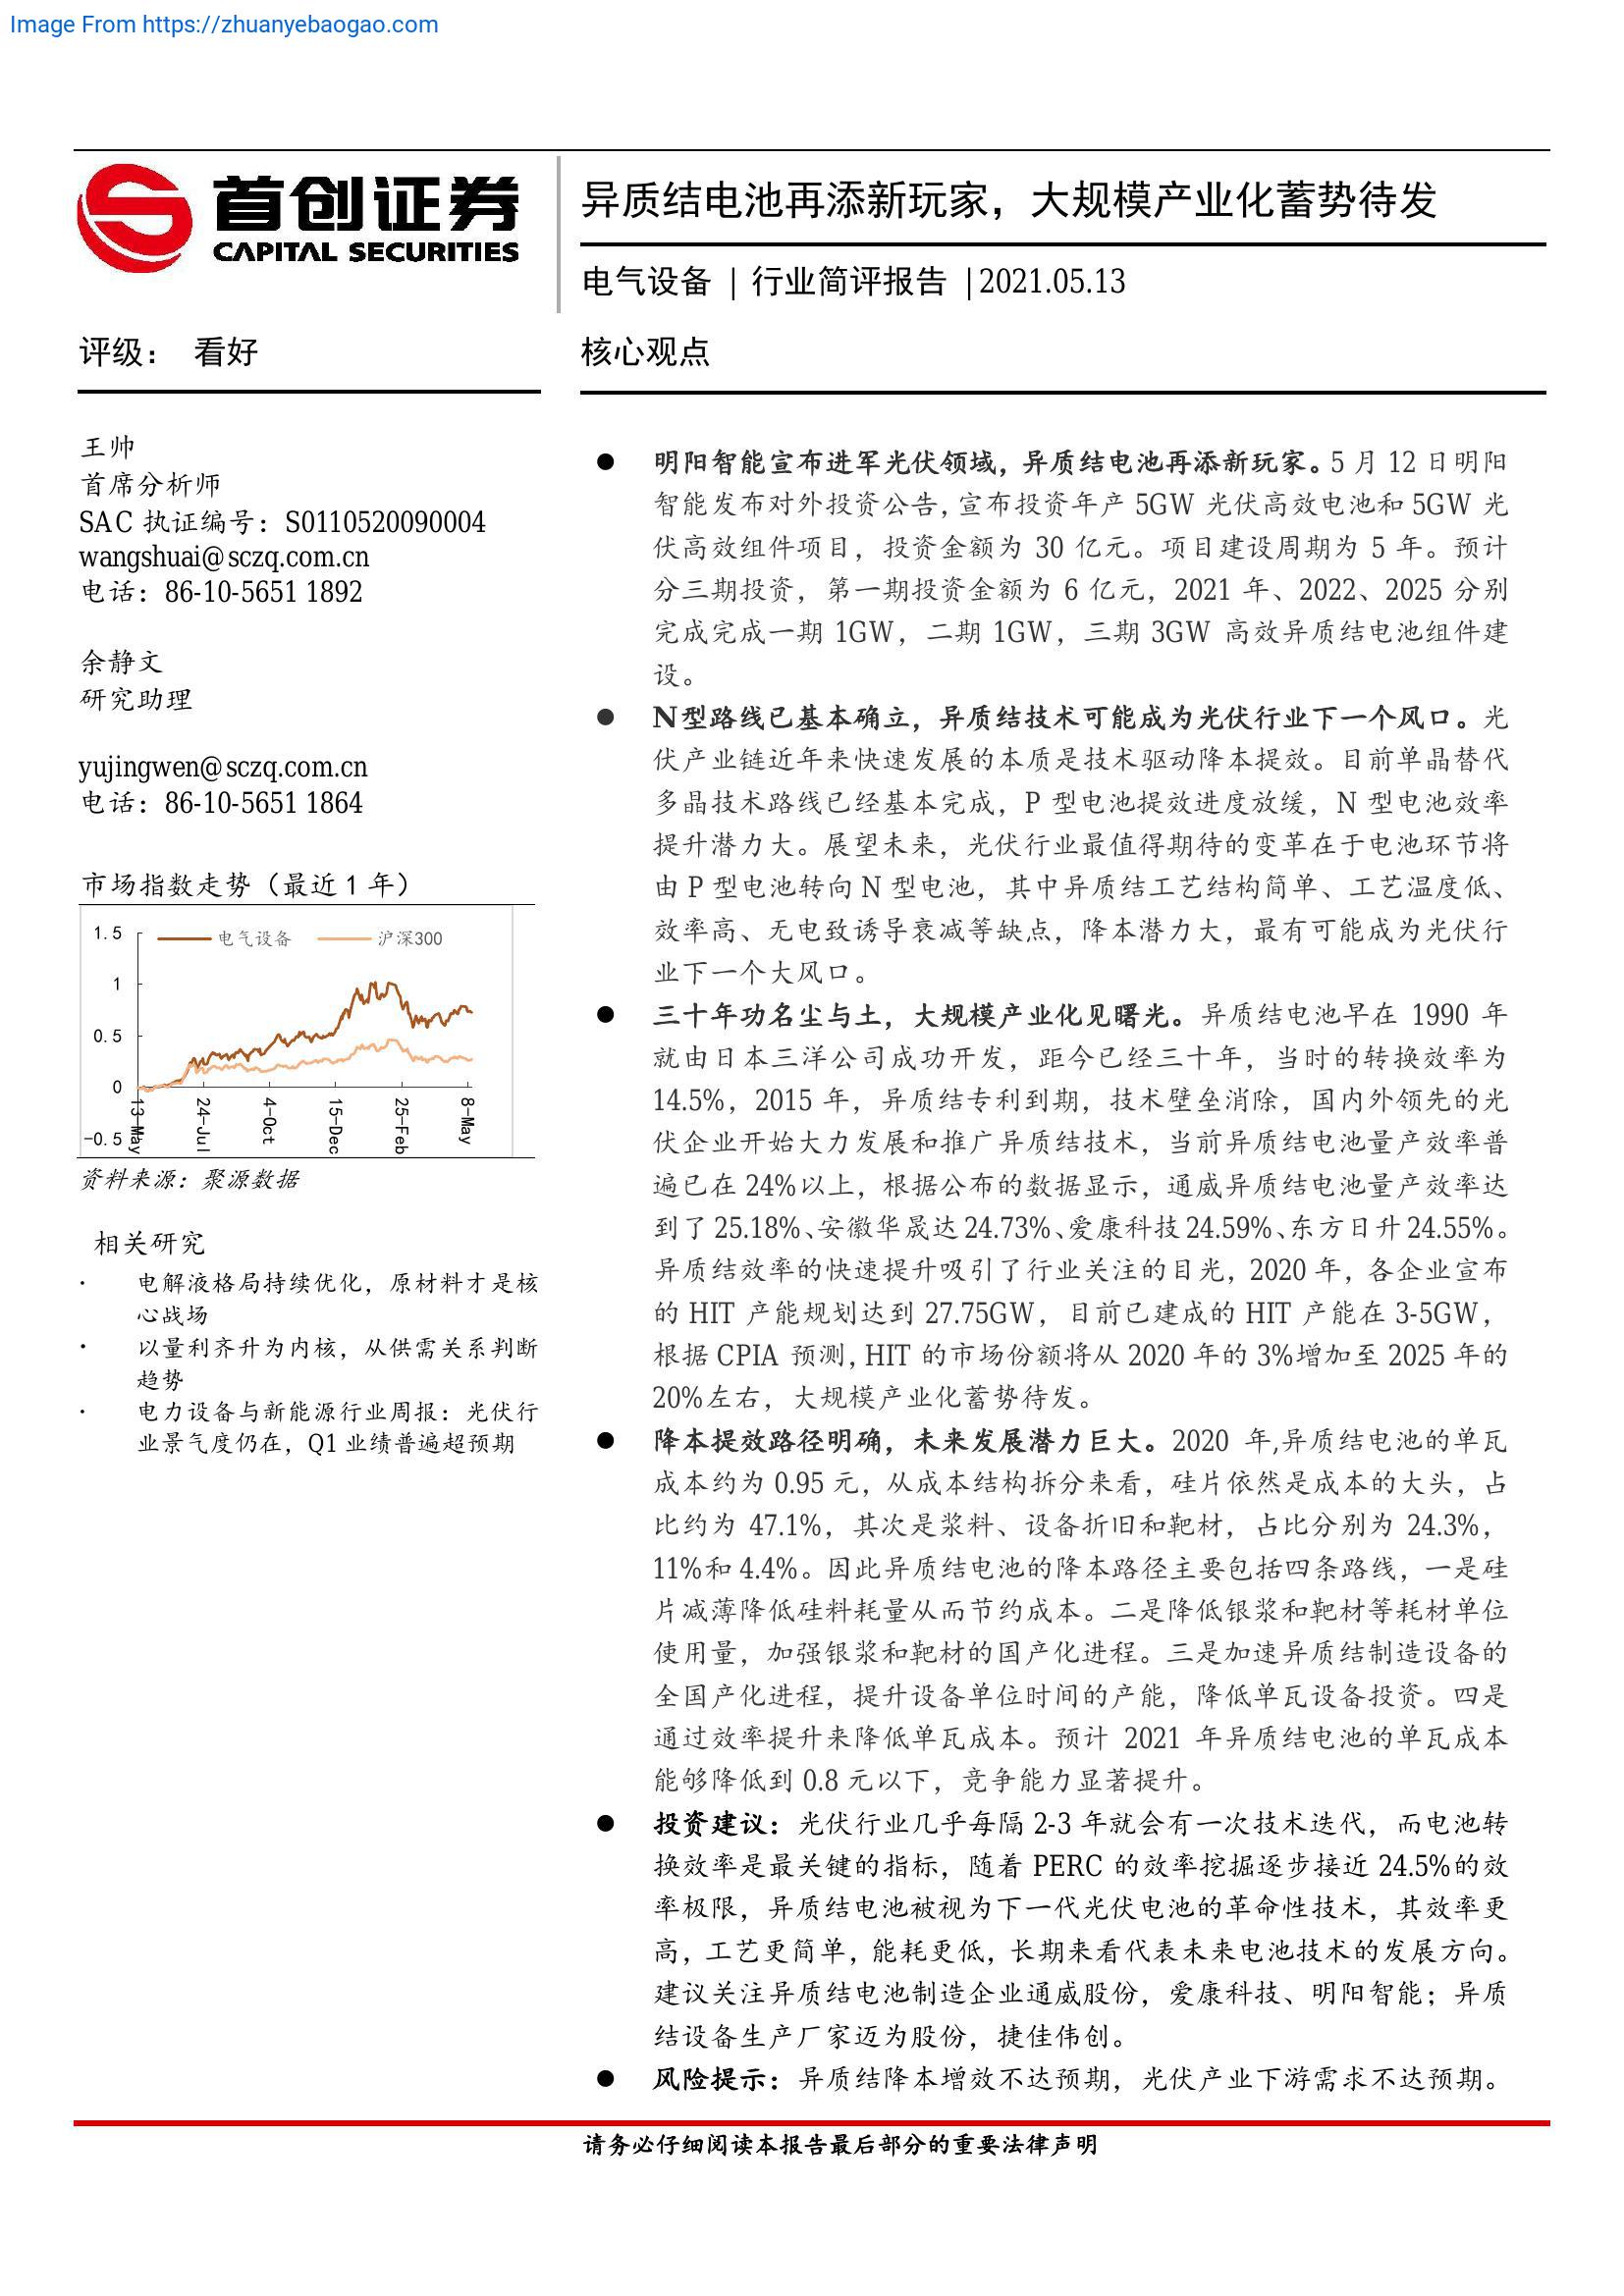 Image From https://zhuanyebaogao.com
首创证券
CAPITAL SECURITIES
异质结电池再添新玩家，大规模产业化蓄势待发
电气设备 | 行业简评报告 |2021.05.13
评级： 看好
王帅
首席分析师
SAC 执证编号：S0110520090004
wangshuai@sczq.com.cn
电话：86-10-5651 1892
余静文
研究助理
yujingwen@sczq.com.cn
电话：86-10-5651 1864
市场指数走势（最近 1 年）
电气设备 沪深300
1.5
1
0.5
0
-0.5
13-May 24-Jul 4-Oct 15-Dec 25-Feb 8-May
资料来源：聚源数据
相关研究
· 电解液格局持续优化，原材料才是核
心战场
· 以量利齐升为内核，从供需关系判断
趋势
· 电力设备与新能源行业周报：光伏行
业景气度仍在，Q1 业绩普遍超预期
核心观点
● 明阳智能宣布进军光伏领域，异质结电池再添新玩家。5 月 12 日明阳
智能发布对外投资公告，宣布投资年产 5GW 光伏高效电池和 5GW 光
伏高效组件项目，投资金额为 30 亿元。项目建设周期为 5 年。预计
分三期投资，第一期投资金额为 6 亿元，2021 年、2022、2025 分别
完成完成一期 1GW，二期 1GW，三期 3GW 高效异质结电池组件建
设。
● N型路线已基本确立，异质结技术可能成为光伏行业下一个风口。光
伏产业链近年来快速发展的本质是技术驱动降本提效。目前单晶替代
多晶技术路线已经基本完成，P 型电池提效进度放缓，N 型电池效率
提升潜力大。展望未来，光伏行业最值得期待的变革在于电池环节将
由 P 型电池转向 N 型电池，其中异质结工艺结构简单、工艺温度低、
效率高、无电致诱导衰减等缺点，降本潜力大，最有可能成为光伏行
业下一个大风口。
● 三十年功名尘与土，大规模产业化见曙光。异质结电池早在 1990 年
就由日本三洋公司成功开发，距今已经三十年，当时的转换效率为
14.5%，2015 年，异质结专利到期，技术壁垒消除，国内外领先的光
伏企业开始大力发展和推广异质结技术，当前异质结电池量产效率普
遍已在 24%以上，根据公布的数据显示，通威异质结电池量产效率达
到了 25.18%、安徽华晟达 24.73%、爱康科技 24.59%、东方日升 24.55%。
异质结效率的快速提升吸引了行业关注的目光，2020 年，各企业宣布
的 HIT 产能规划达到 27.75GW，目前已建成的 HIT 产能在 3-5GW，
根据 CPIA 预测，HIT 的市场份额将从 2020 年的 3%增加至 2025 年的
20%左右，大规模产业化蓄势待发。
● 降本提效路径明确，未来发展潜力巨大。2020 年,异质结电池的单瓦
成本约为 0.95 元，从成本结构拆分来看，硅片依然是成本的大头，占
比约为 47.1%，其次是浆料、设备折旧和靶材，占比分别为 24.3%，
11%和 4.4%。因此异质结电池的降本路径主要包括四条路线，一是硅
片减薄降低硅料耗量从而节约成本。二是降低银浆和靶材等耗材单位
使用量，加强银浆和靶材的国产化进程。三是加速异质结制造设备的
全国产化进程，提升设备单位时间的产能，降低单瓦设备投资。四是
通过效率提升来降低单瓦成本。预计 2021 年异质结电池的单瓦成本
能够降低到 0.8 元以下，竞争能力显著提升。
● 投资建议：光伏行业几乎每隔 2-3 年就会有一次技术迭代，而电池转
换效率是最关键的指标，随着 PERC 的效率挖掘逐步接近 24.5%的效
率极限，异质结电池被视为下一代光伏电池的革命性技术，其效率更
高，工艺更简单，能耗更低，长期来看代表未来电池技术的发展方向。
建议关注异质结电池制造企业通威股份，爱康科技、明阳智能；异质
结设备生产厂家迈为股份，捷佳伟创。
● 风险提示：异质结降本增效不达预期，光伏产业下游需求不达预期。
请务必仔细阅读本报告最后部分的重要法律声明